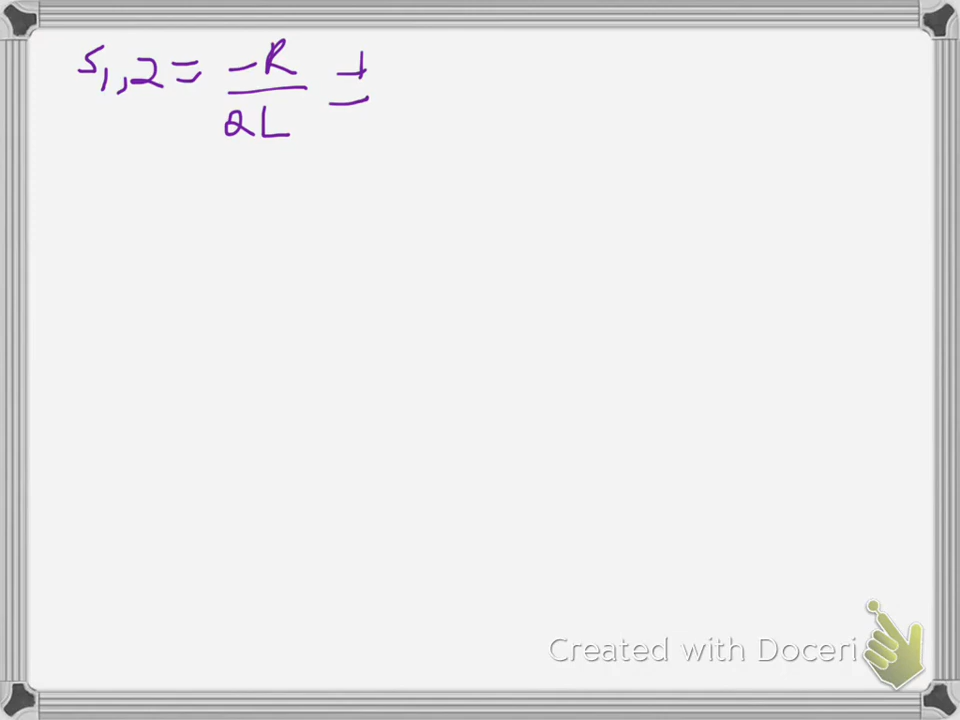 s1,2 = -R/2L ±
Created with Doceri